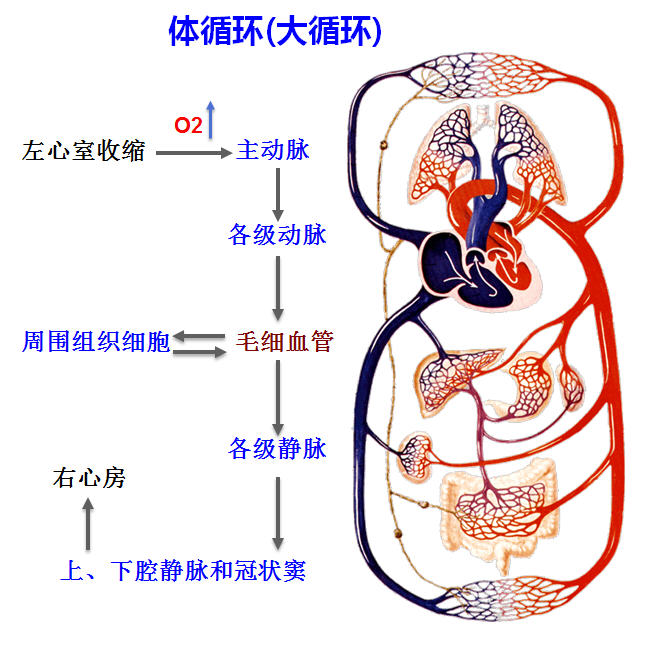 体循环(大循环)
O2
左心室收缩
主动脉
各级动脉
周围组织细胞
毛细血管
各级静脉
右心房
上、下腔静脉和冠状窦